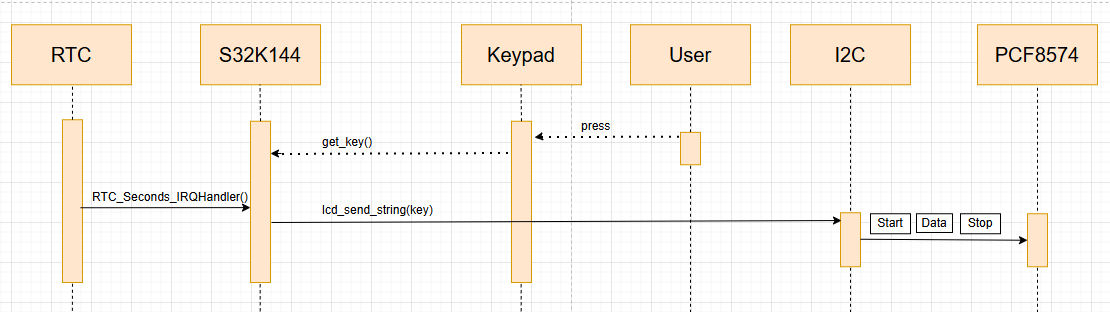 RTC
S32K144
Keypad
User
I2C
PCF8574
press
get_key()
RTC_Seconds_IRQHandler()
lcd_send_string(key)
Start
Data
Stop